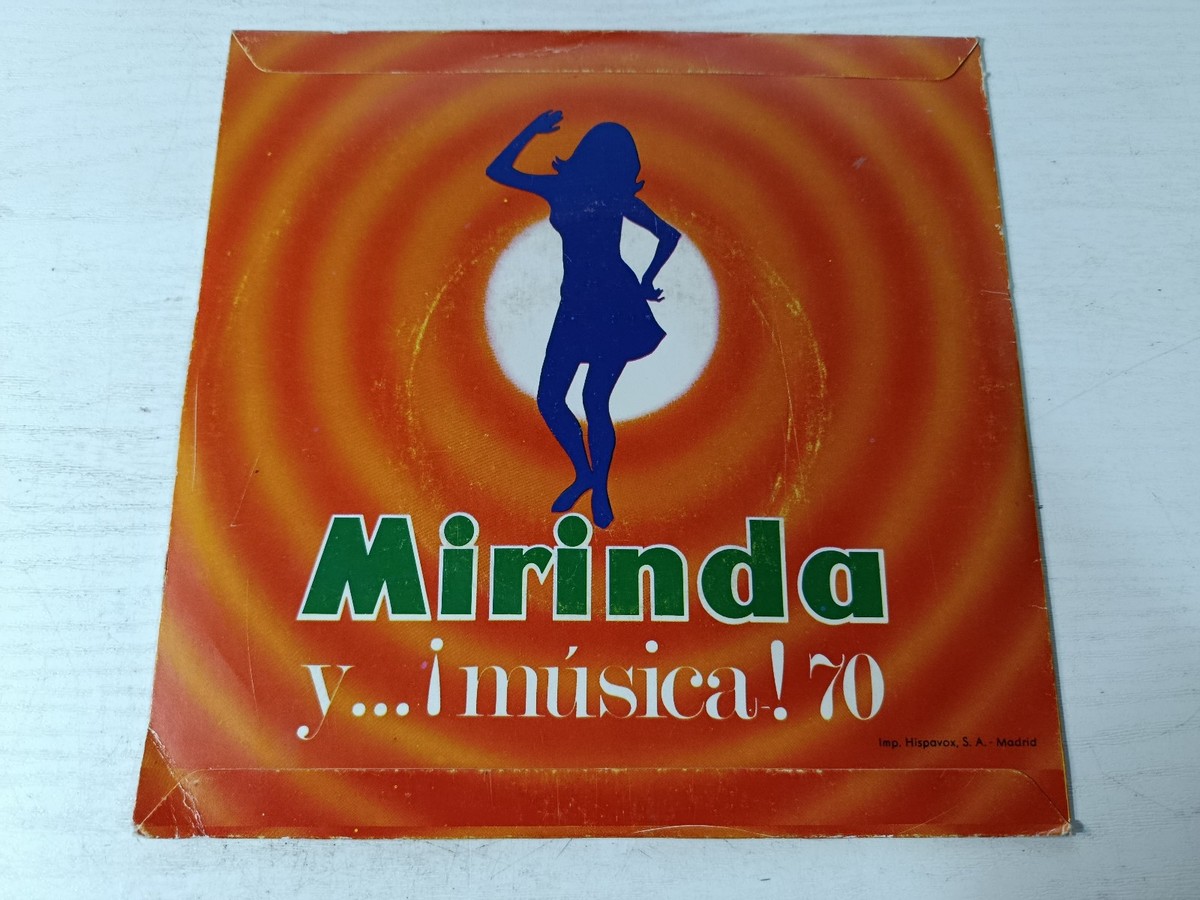 Mirinda
y... ¡música! 70
Imp. Hispavox, S. A. - Madrid